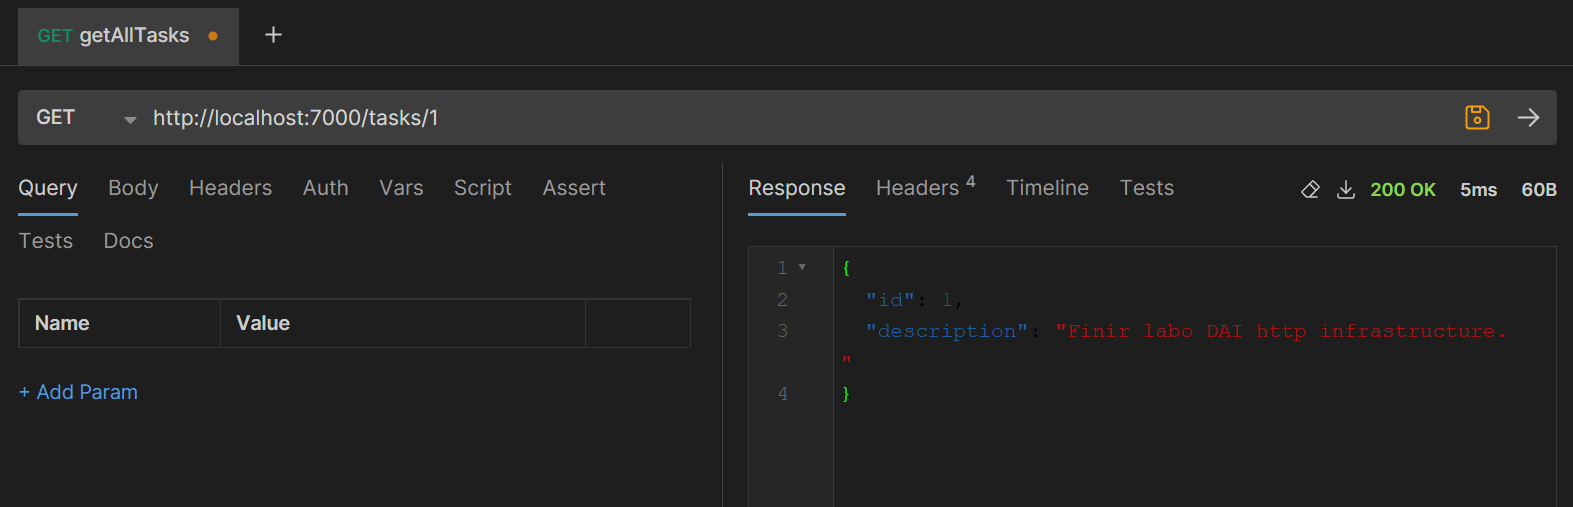 GET getAllTasks
GET http://localhost:7000/tasks/1
Query Body Headers Auth Vars Script Assert
Tests Docs
Name Value
+ Add Param
Response Headers 4 Timeline Tests 200 OK 5ms 60B
1 {
2 "id": 1,
3 "description": "Finir labo DAI http infrastructure.
"
4 }